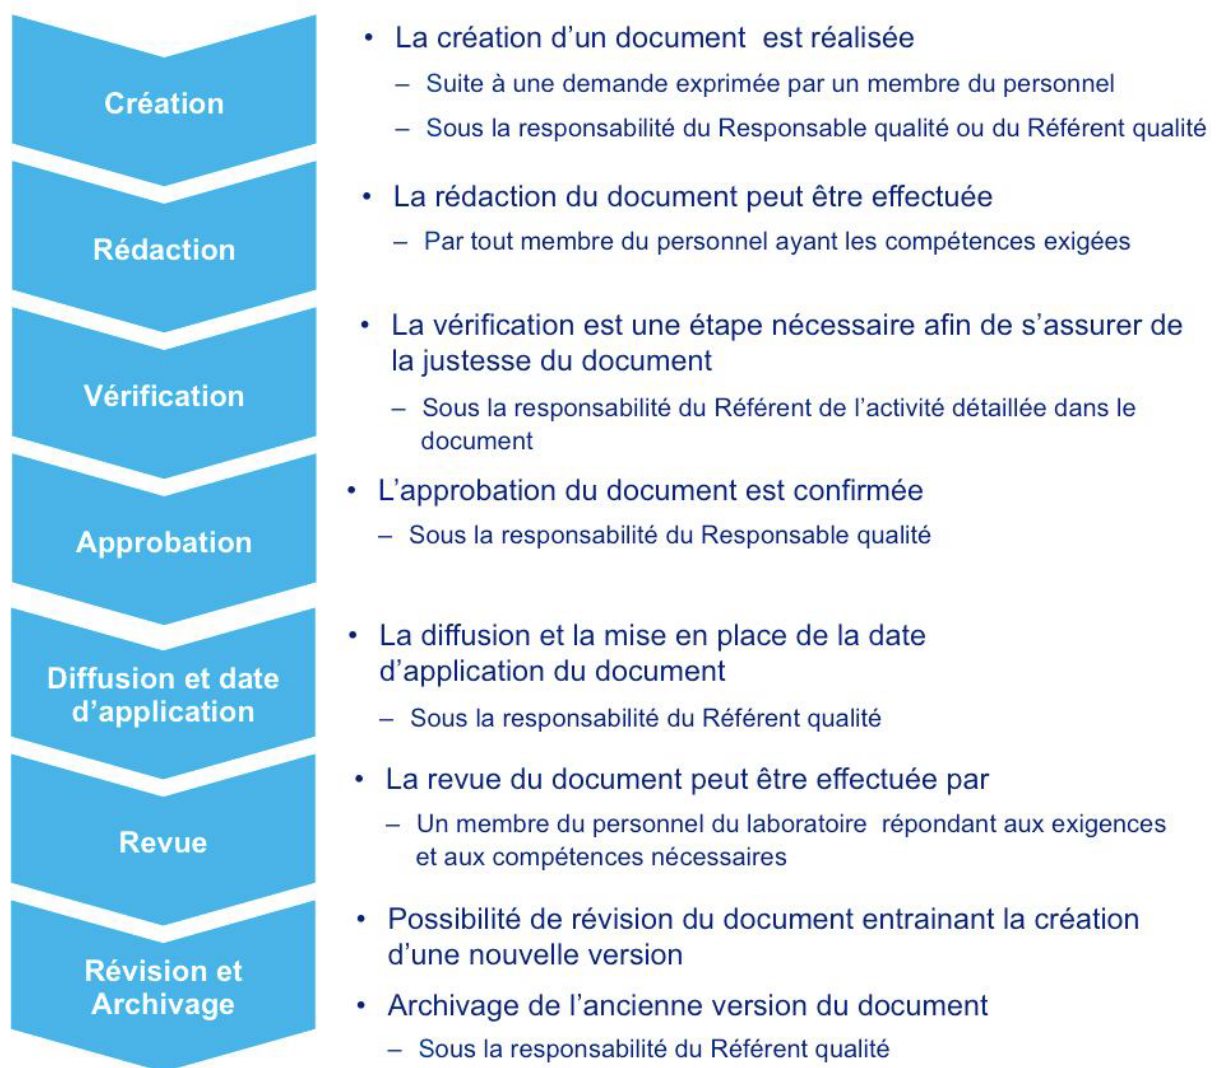 Création
• La création d’un document est réalisée
– Suite à une demande exprimée par un membre du personnel
– Sous la responsabilité du Responsable qualité ou du Référent qualité
Rédaction
• La rédaction du document peut être effectuée
– Par tout membre du personnel ayant les compétences exigées
Vérification
• La vérification est une étape nécessaire afin de s’assurer de
la justesse du document
– Sous la responsabilité du Référent de l’activité détaillée dans le
document
Approbation
• L’approbation du document est confirmée
– Sous la responsabilité du Responsable qualité
Diffusion et date
d’application
• La diffusion et la mise en place de la date
d’application du document
– Sous la responsabilité du Référent qualité
Revue
• La revue du document peut être effectuée par
– Un membre du personnel du laboratoire répondant aux exigences
et aux compétences nécessaires
Révision et
Archivage
• Possibilité de révision du document entrainant la création
d’une nouvelle version
• Archivage de l’ancienne version du document
– Sous la responsabilité du Référent qualité